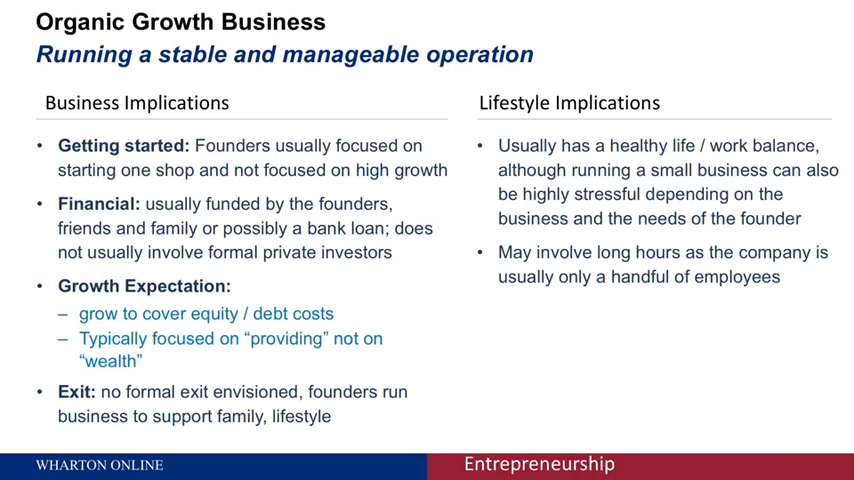 Organic Growth Business
Running a stable and manageable operation
Business Implications
• Getting started: Founders usually focused on
starting one shop and not focused on high growth
• Financial: usually funded by the founders,
friends and family or possibly a bank loan; does
not usually involve formal private investors
• Growth Expectation:
– grow to cover equity / debt costs
– Typically focused on “providing” not on
“wealth”
• Exit: no formal exit envisioned, founders run
business to support family, lifestyle
Lifestyle Implications
• Usually has a healthy life / work balance,
although running a small business can also
be highly stressful depending on the
business and the needs of the founder
• May involve long hours as the company is
usually only a handful of employees
WHARTON ONLINE
Entrepreneurship